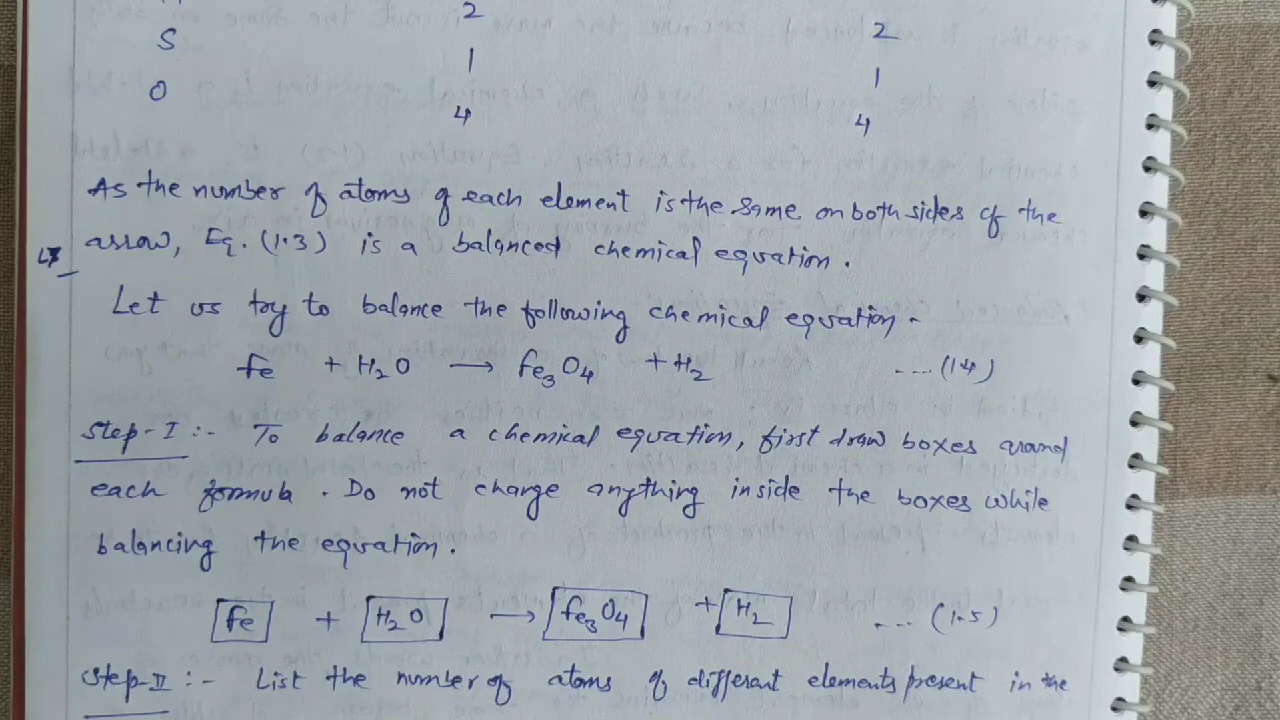 2 2
S 1 1
O 4 4
As the number of atoms of each element is the same on both sides of the
arrow, Eq. (1.3) is a balanced chemical equation.
Let us try to balance the following chemical equation.
Fe + H₂O → Fe₃O₄ + H₂ ... (1.4)
Step-I :- To balance a chemical equation, first draw boxes around
each formula. Do not change anything inside the boxes while
balancing the equation.
Fe + H₂O → Fe₃O₄ + H₂ ... (1.5)
Step-II :- List the number of atoms of different elements present in the